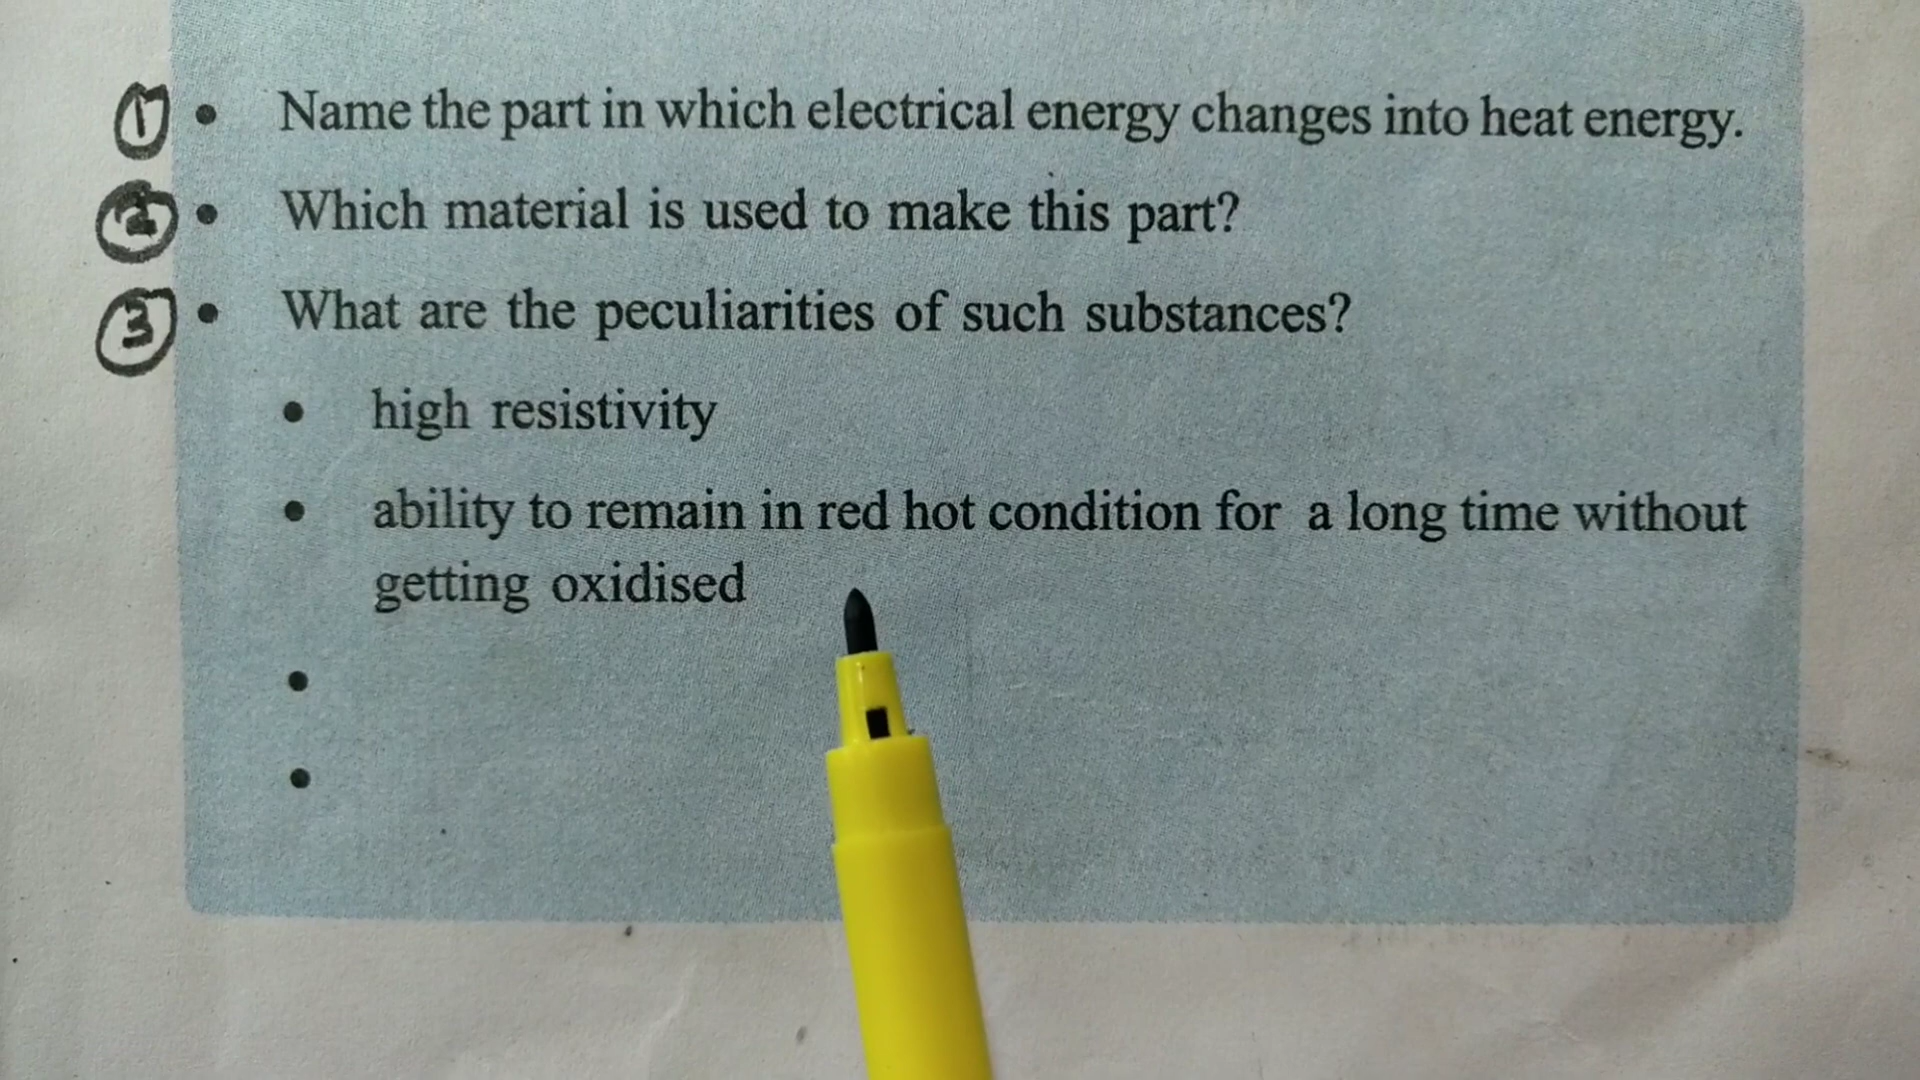 ① • Name the part in which electrical energy changes into heat energy.
② • Which material is used to make this part?
③ • What are the peculiarities of such substances?
• high resistivity
• ability to remain in red hot condition for a long time without
getting oxidised
•
•